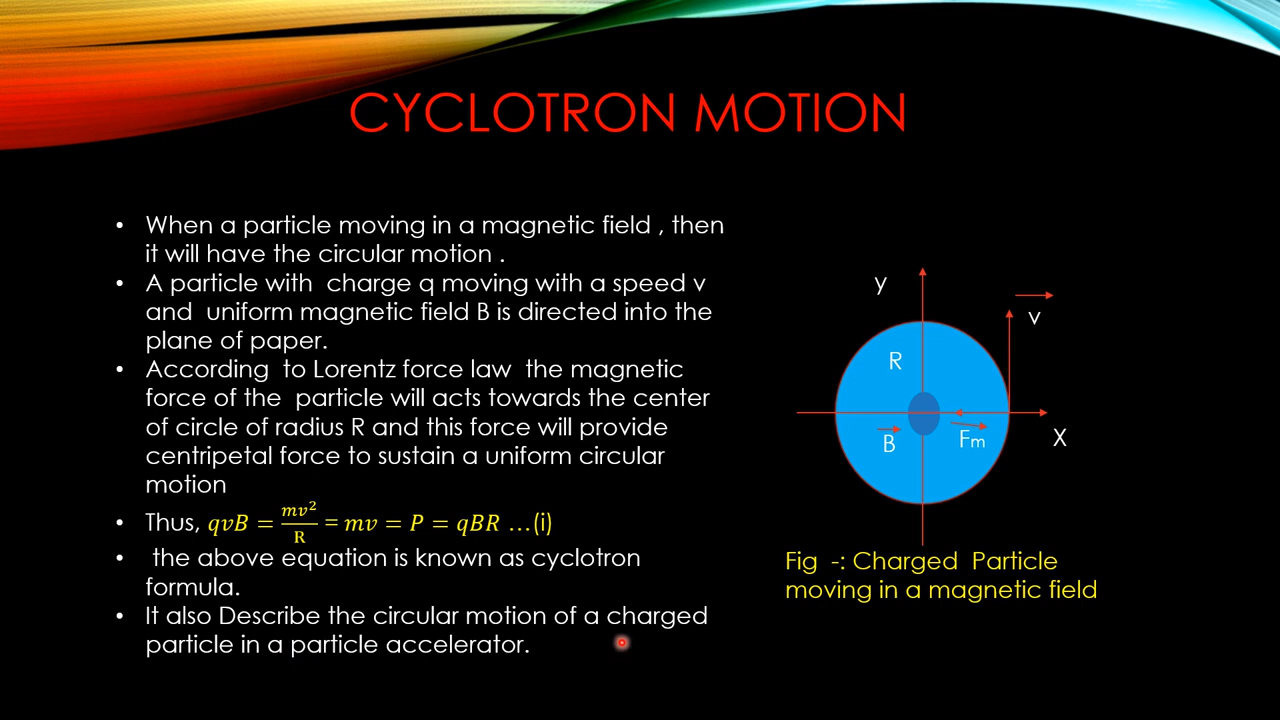 CYCLOTRON MOTION
• When a particle moving in a magnetic field , then
it will have the circular motion .
• A particle with charge q moving with a speed v
and uniform magnetic field B is directed into the
plane of paper.
• According to Lorentz force law the magnetic
force of the particle will acts towards the center
of circle of radius R and this force will provide
centripetal force to sustain a uniform circular
motion
• Thus, 𝑞𝑣𝐵 = 𝑚𝑣²/R = 𝑚𝑣 = 𝑃 = 𝑞𝐵𝑅 …(i)
• the above equation is known as cyclotron
formula.
• It also Describe the circular motion of a charged
particle in a particle accelerator.
y
v
R
B
Fm
X
Fig -: Charged Particle
moving in a magnetic field